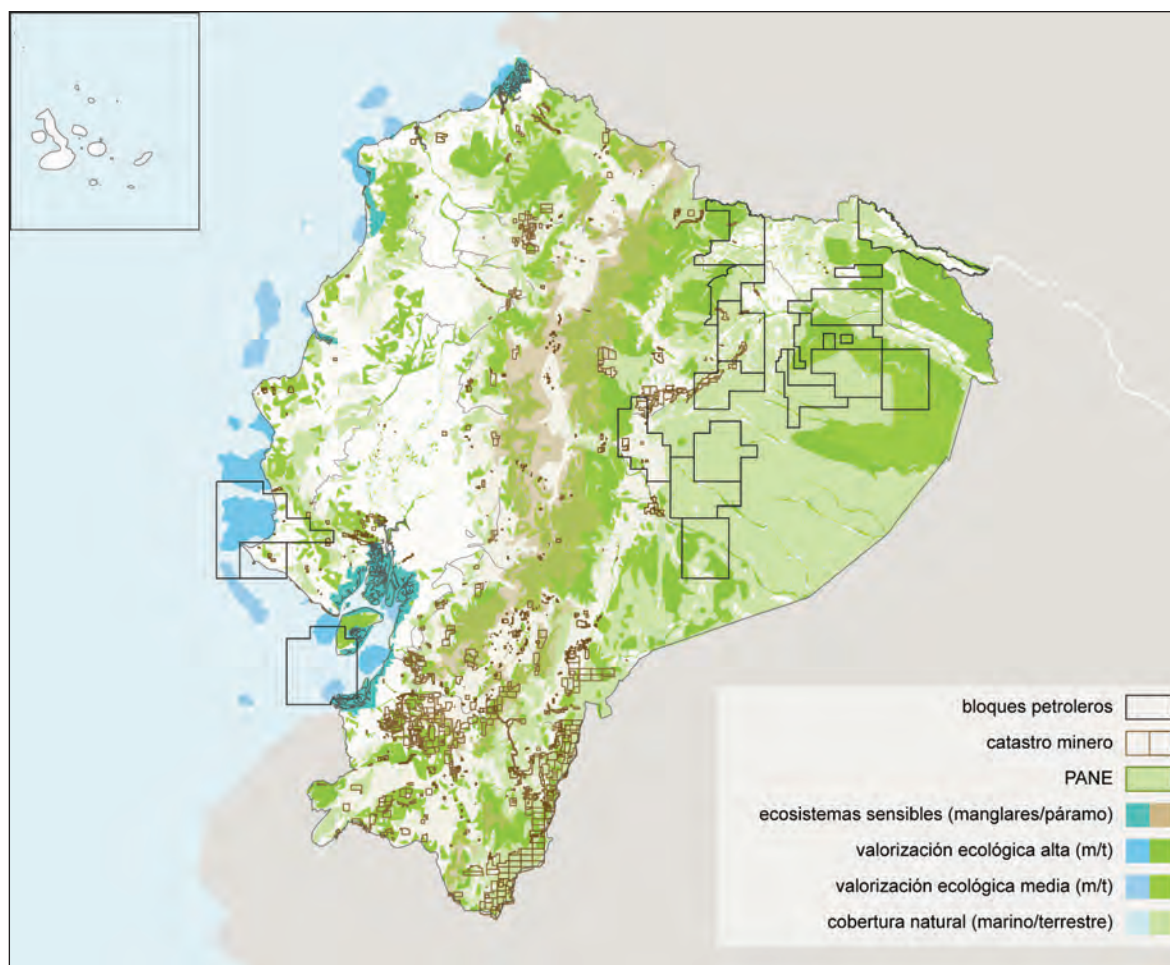 bloques petroleros
catastro minero
PANE
ecosistemas sensibles (manglares/páramo)
valorización ecológica alta (m/t)
valorización ecológica media (m/t)
cobertura natural (marino/terrestre)